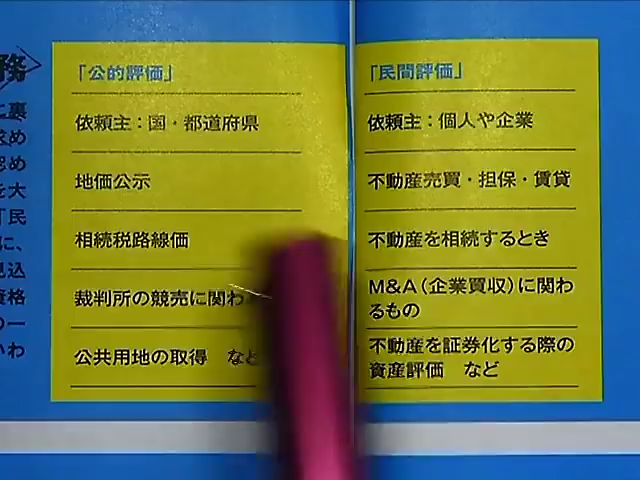 務
に裏
求め
認め
を大
「民
に、
見込
資格
の一
いわ
「公的評価」
依頼主：国・都道府県
地価公示
相続税路線価
裁判所の競売に関わ
公共用地の取得　など
「民間評価」
依頼主：個人や企業
不動産売買・担保・賃貸
不動産を相続するとき
M&A（企業買収）に関わ
るもの
不動産を証券化する際の
資産評価　など